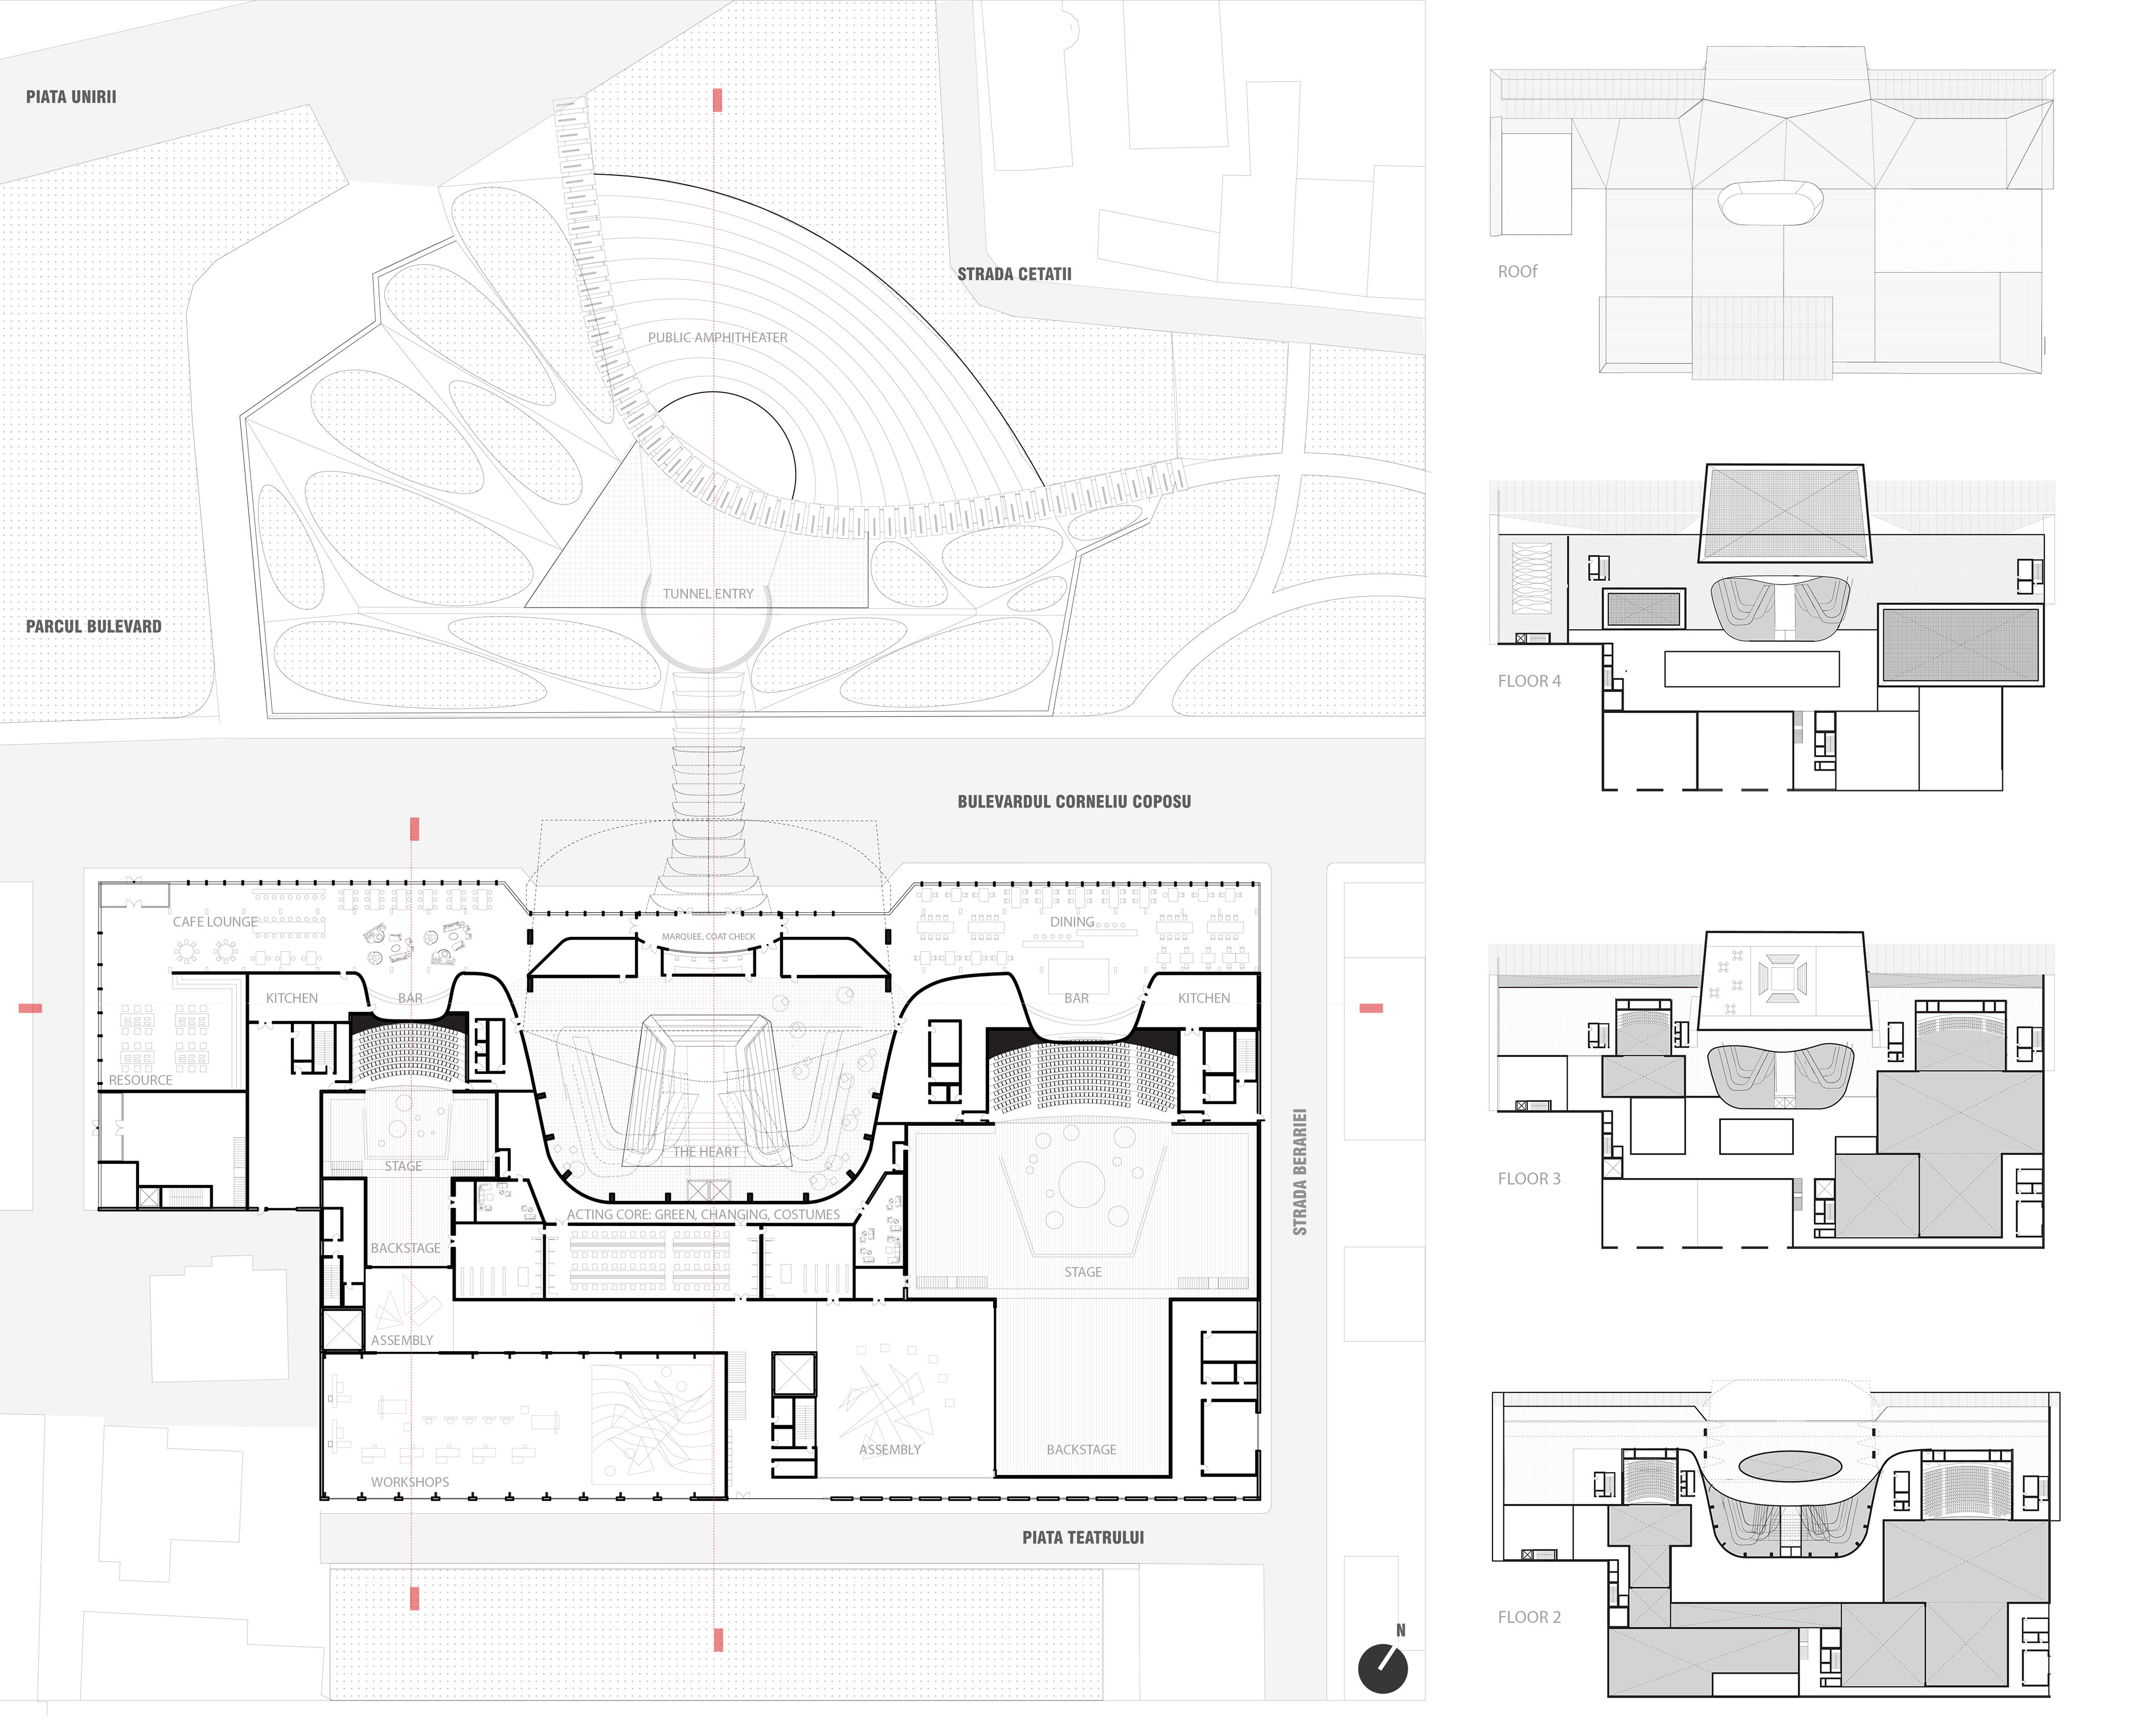 PIATA UNIRII
STRADA CETATII
PUBLIC AMPHITHEATER
TUNNEL ENTRY
PARCUL BULEVARD
BULEVARDUL CORNELIU COPOSU
CAFE LOUNGE
MARQUEE, COAT CHECK
DINING
KITCHEN
BAR
BAR
KITCHEN
RESOURCE
STAGE
THE HEART
STRADA BERARIEI
ACTING CORE: GREEN, CHANGING, COSTUMES
BACKSTAGE
STAGE
ASSEMBLY
WORKSHOPS
ASSEMBLY
BACKSTAGE
PIATA TEATRULUI
N
ROOf
FLOOR 4
FLOOR 3
FLOOR 2